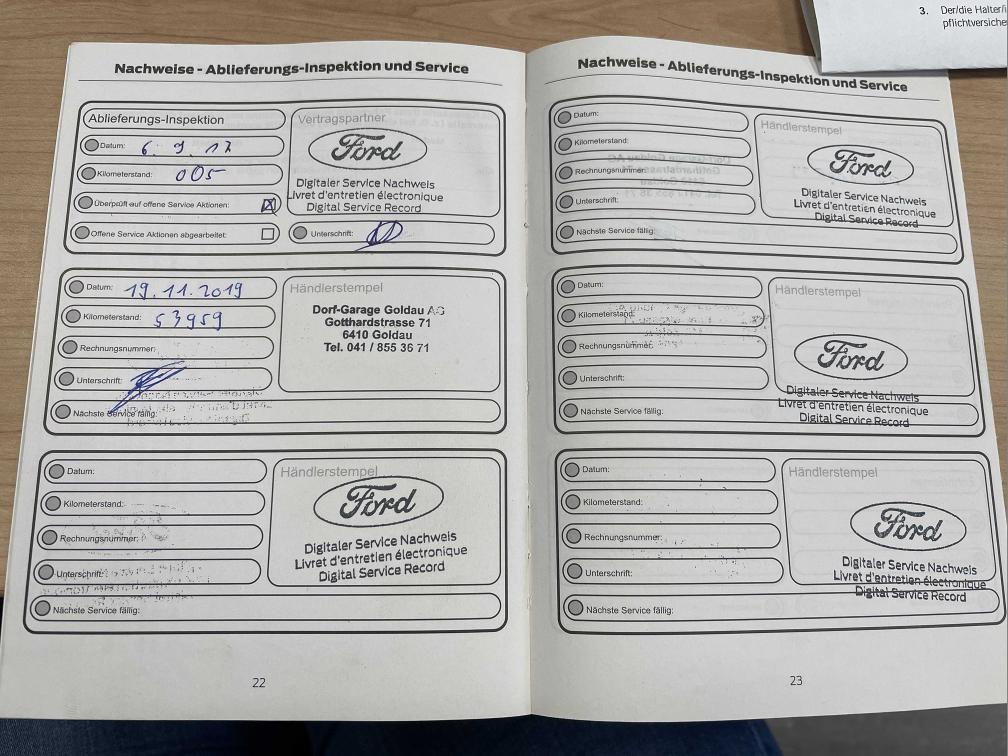 3. Der/die Halter/i
pflichtversiche
Nachweise - Ablieferungs-Inspektion und Service
Ablieferungs-Inspektion
Datum: 6. 9. 17
Kilometerstand: 005
Überprüft auf offene Service Aktionen:
Offene Service Aktionen abgearbeitet:
Vertragspartner
Ford
Digitaler Service Nachweis
Livret d'entretien électronique
Digital Service Record
Unterschrift:
Datum: 19.11.2019
Kilometerstand: 53959
Rechnungsnummer:
Unterschrift:
Nächste Service fällig:
Händlerstempel
Dorf-Garage Goldau AG
Gotthardstrasse 71
6410 Goldau
Tel. 041 / 855 36 71
Datum:
Kilometerstand:
Rechnungsnummer:
Unterschrift:
Nächste Service fällig:
Händlerstempel
Ford
Digitaler Service Nachweis
Livret d'entretien électronique
Digital Service Record
22
Nachweise - Ablieferungs-Inspektion und Service
Datum:
Kilometerstand:
Rechnungsnummer:
Unterschrift:
Nächste Service fällig:
Händlerstempel
Ford
Digitaler Service Nachweis
Livret d'entretien électronique
Digital Service Record
Datum:
Kilometerstand:
Rechnungsnummer:
Unterschrift:
Nächste Service fällig:
Händlerstempel
Ford
Digitaler Service Nachweis
Livret d'entretien électronique
Digital Service Record
Datum:
Kilometerstand:
Rechnungsnummer:
Unterschrift:
Nächste Service fällig:
Händlerstempel
Ford
Digitaler Service Nachweis
Livret d'entretien électronique
Digital Service Record
23